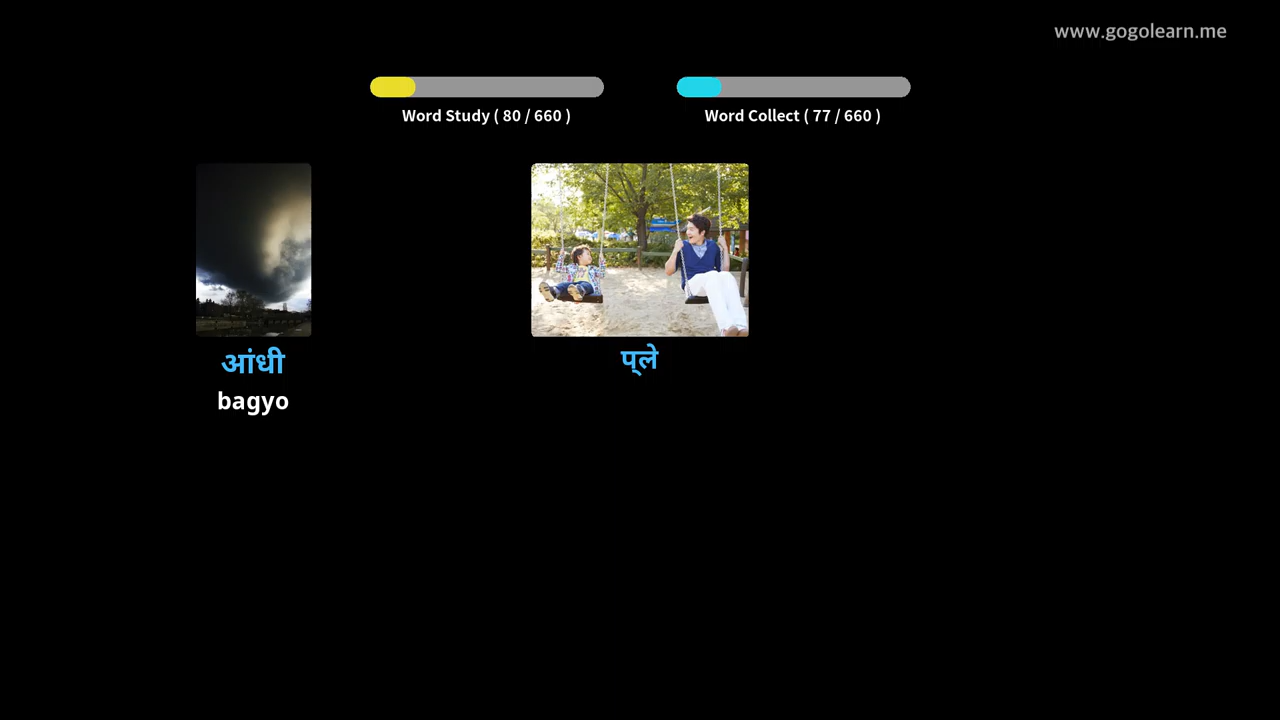 www.gogolearn.me
Word Study ( 80 / 660 )
Word Collect ( 77 / 660 )
आंधी
bagyo
प्ले